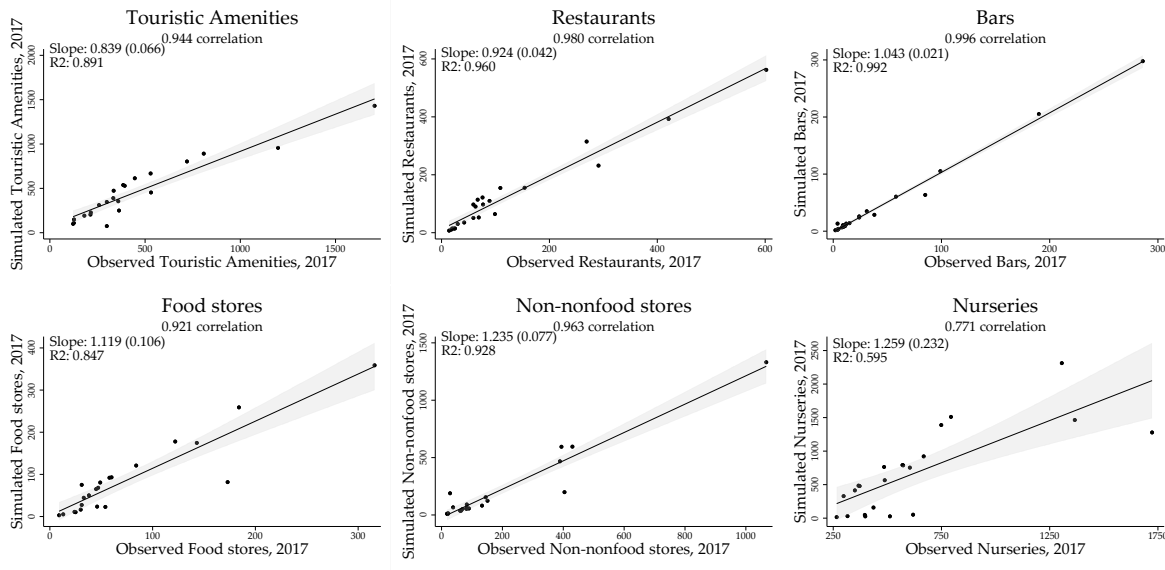 Touristic Amenities
0.944 correlation
Slope: 0.839 (0.066)
R2: 0.891
Simulated Touristic Amenities, 2017
0 500 1000 1500 2000
0 500 1000 1500
Observed Touristic Amenities, 2017
Restaurants
0.980 correlation
Slope: 0.924 (0.042)
R2: 0.960
Simulated Restaurants, 2017
0 200 400 600
0 200 400 600
Observed Restaurants, 2017
Bars
0.996 correlation
Slope: 1.043 (0.021)
R2: 0.992
Simulated Bars, 2017
0 100 200 300
0 100 200 300
Observed Bars, 2017
Food stores
0.921 correlation
Slope: 1.119 (0.106)
R2: 0.847
Simulated Food stores, 2017
0 100 200 300 400
0 100 200 300
Observed Food stores, 2017
Non-nonfood stores
0.963 correlation
Slope: 1.235 (0.077)
R2: 0.928
Simulated Non-nonfood stores, 2017
0 500 1000 1500
0 200 400 600 800 1000
Observed Non-nonfood stores, 2017
Nurseries
0.771 correlation
Slope: 1.259 (0.232)
R2: 0.595
Simulated Nurseries, 2017
0 500 1000 1500 2000 2500
250 750 1250 1750
Observed Nurseries, 2017